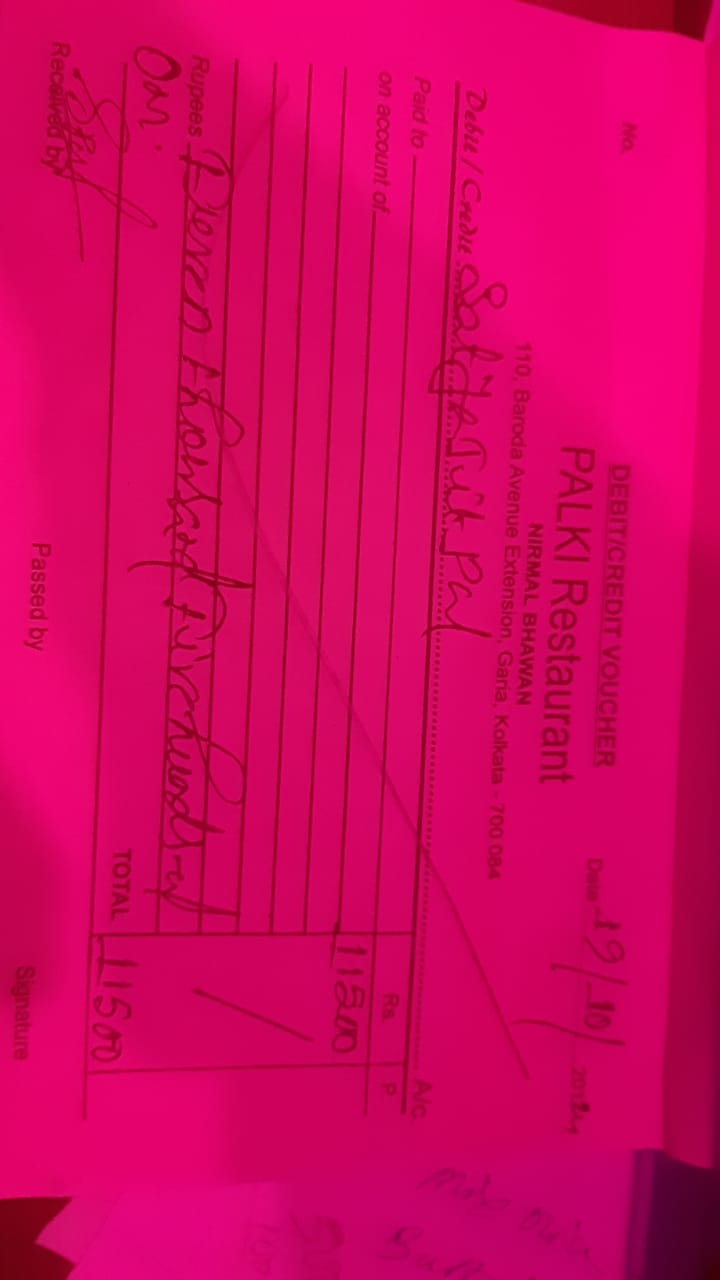 No.
DEBIT/CREDIT VOUCHER
Date 19/10/2024
PALKI Restaurant
NIRMAL BHAWAN
110, Baroda Avenue Extension, Garia, Kolkata - 700 084
Debit / Credit Pal A/c.
Paid to
on account of Rs. P.
11500
Rupees Eleven thousand five hundred
TOTAL 11500
Received by Passed by Signature